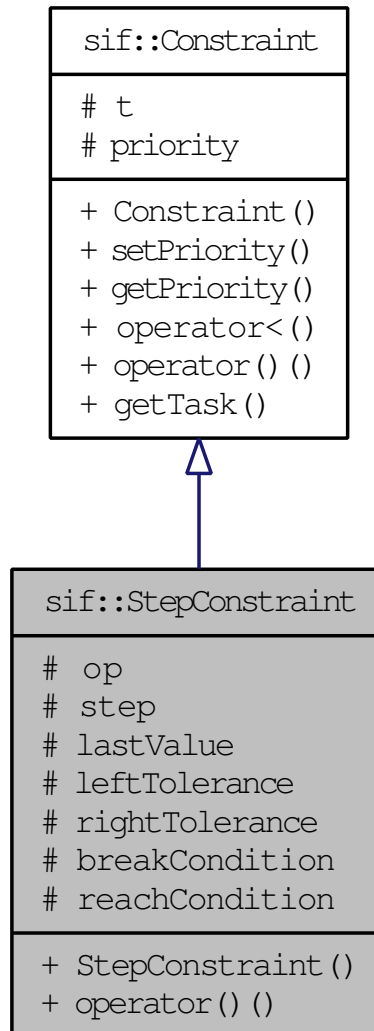 sif::Constraint
# t
# priority
+ Constraint()
+ setPriority()
+ getPriority()
+ operator<()
+ operator()()
+ getTask()
sif::StepConstraint
# op
# step
# lastValue
# leftTolerance
# rightTolerance
# breakCondition
# reachCondition
+ StepConstraint()
+ operator()()